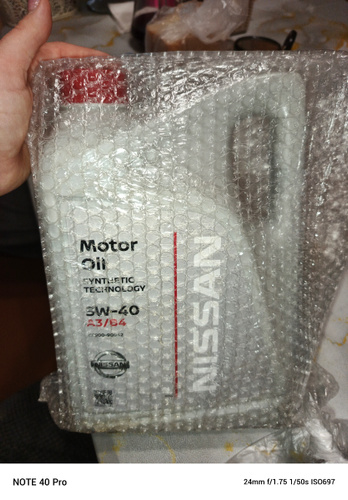 Motor
Oil
SYNTHETIC
TECHNOLOGY
5W-40
A3/B4
NISSAN
NISSAN
NOTE 40 Pro
24mm f/1.75 1/50s ISO697